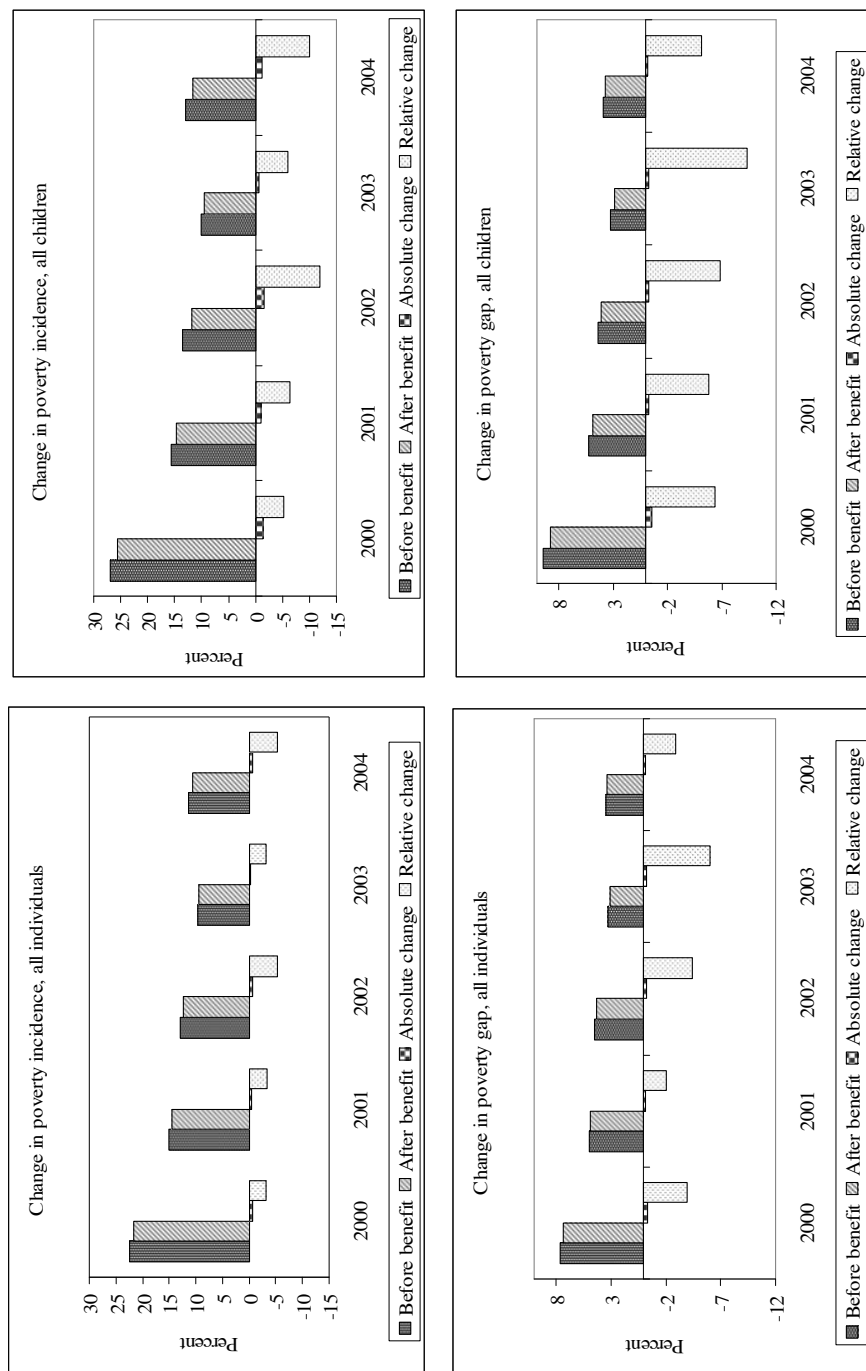 Change in poverty incidence, all individuals
Percent
30
25
20
15
10
5
0
-5
-10
-15
2000 2001 2002 2003 2004
Before benefit After benefit Absolute change Relative change
Change in poverty incidence, all children
Percent
30
25
20
15
10
5
0
-5
-10
-15
2000 2001 2002 2003 2004
Before benefit After benefit Absolute change Relative change
Change in poverty gap, all individuals
Percent
8
3
-2
-7
-12
2000 2001 2002 2003 2004
Before benefit After benefit Absolute change Relative change
Change in poverty gap, all children
Percent
8
3
-2
-7
-12
2000 2001 2002 2003 2004
Before benefit After benefit Absolute change Relative change